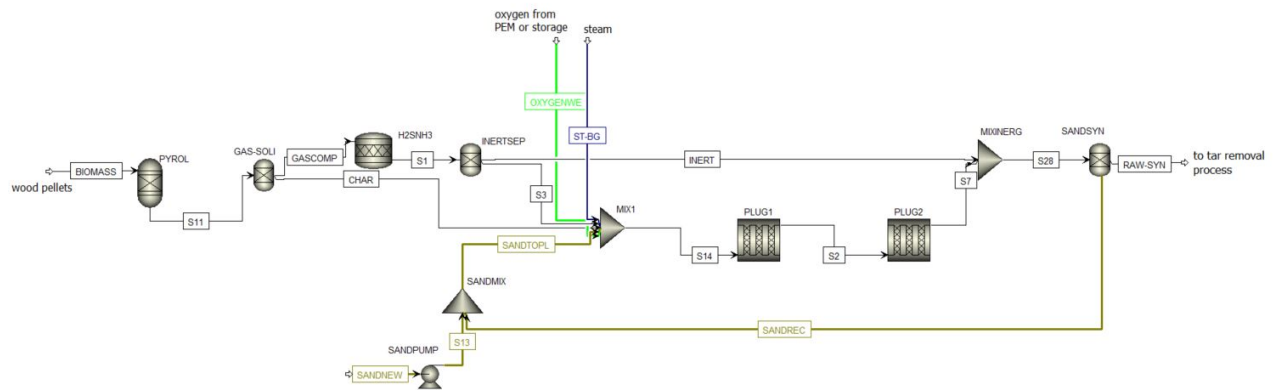 oxygen from
PEM or storage
steam
OXYGENWE
ST-BG
H2SNH3
INERTSEP
MIXINERG
SANDSYN
PYROL
GAS-SOLI
GASCOMP
S1
INERT
S28
RAW-SYN
to tar removal
process
BIOMASS
wood pellets
CHAR
S3
S7
S11
MIX1
PLUG1
PLUG2
SANDTOPL
S14
S2
SANDMIX
SANDREC
S13
SANDPUMP
SANDNEW